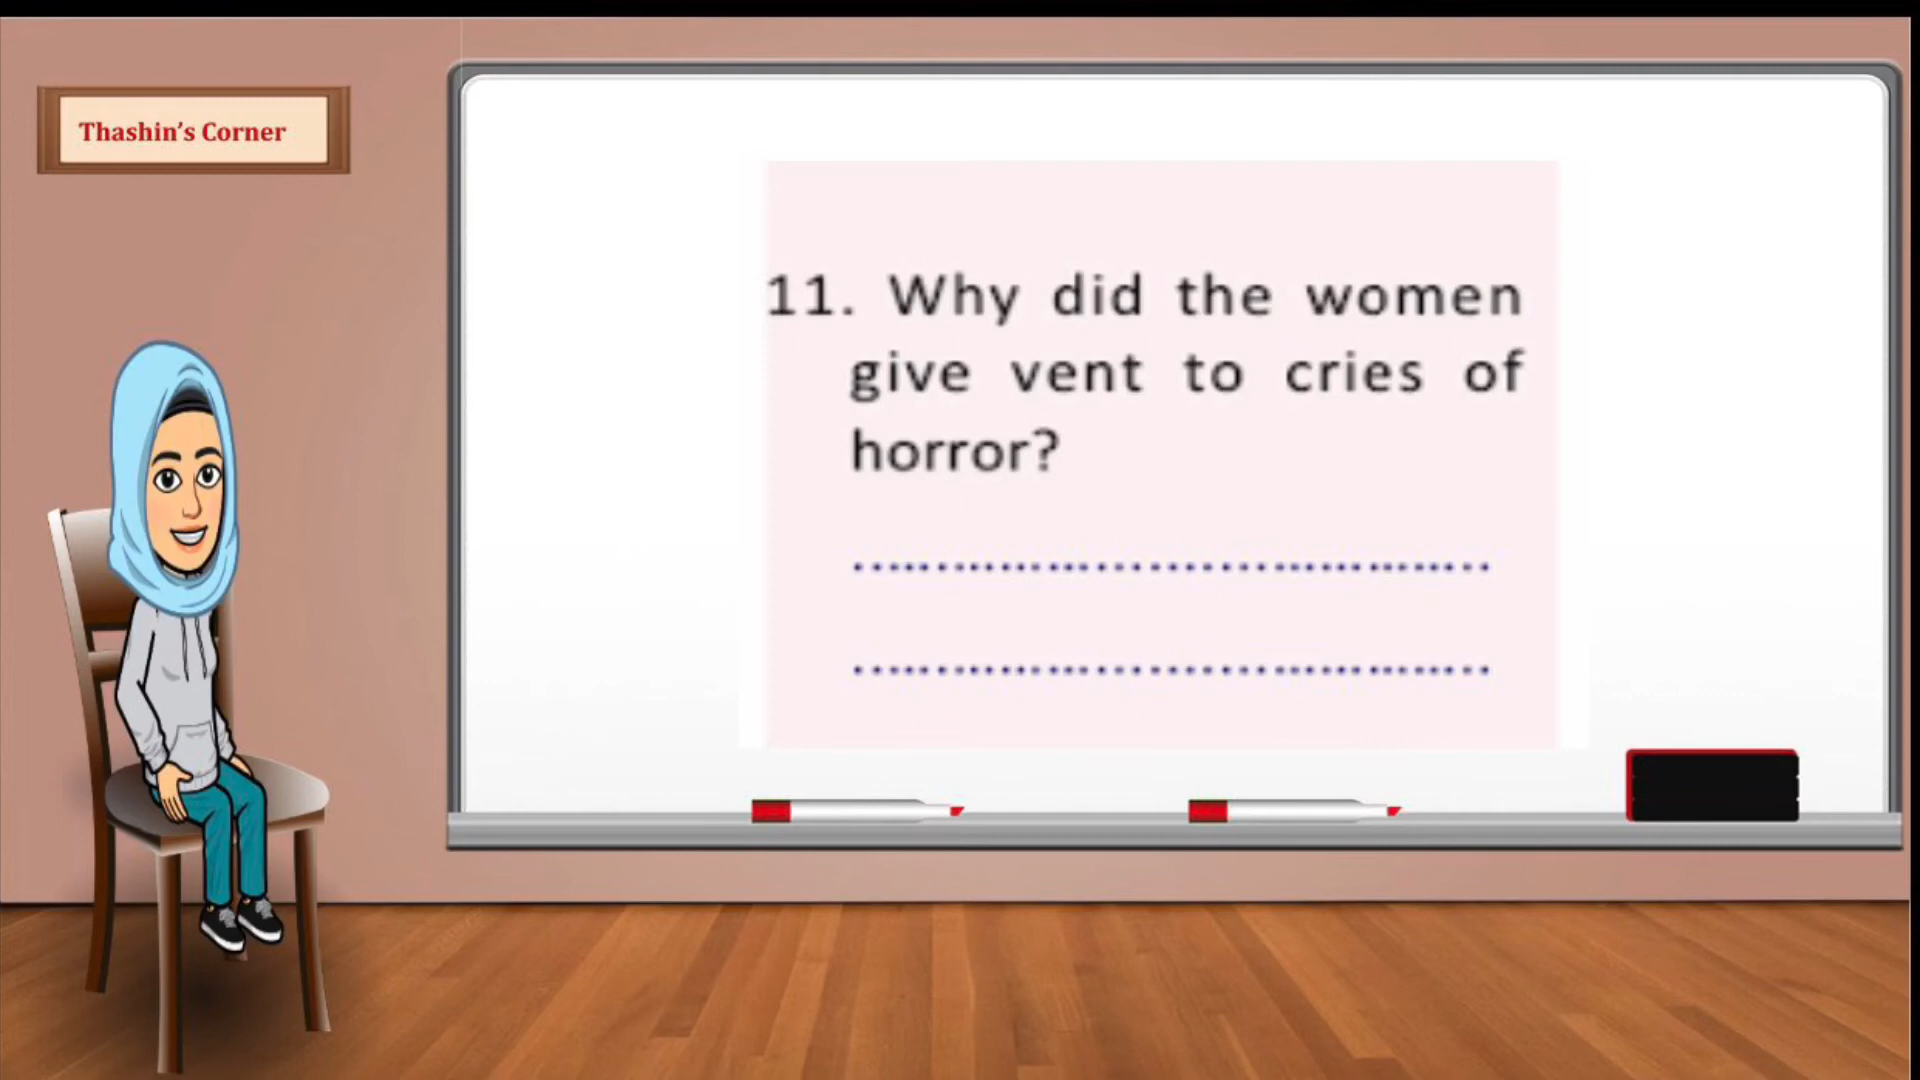 Thashin's Corner
11. Why did the women
give vent to cries of
horror?